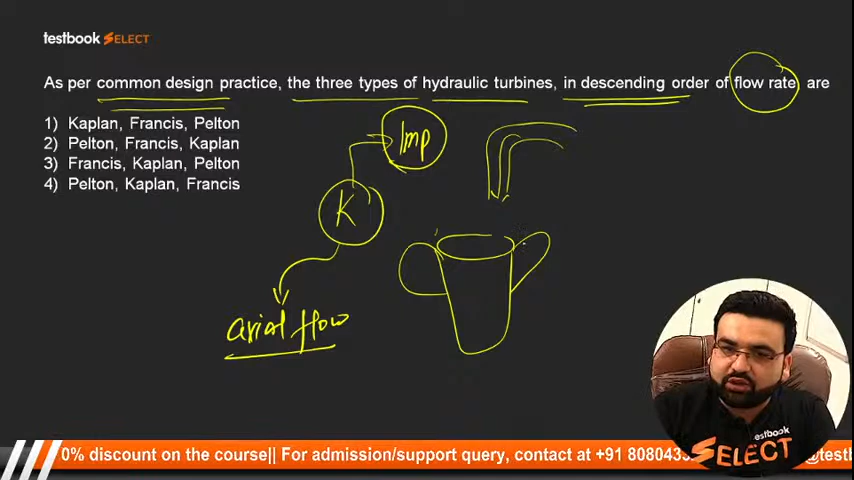 testbook SELECT
As per common design practice, the three types of hydraulic turbines, in descending order of flow rate are
1) Kaplan, Francis, Pelton
2) Pelton, Francis, Kaplan
3) Francis, Kaplan, Pelton
4) Pelton, Kaplan, Francis
Imp
K
axial flow
testbook
SELECT
0% discount on the course|| For admission/support query, contact at +91 80804